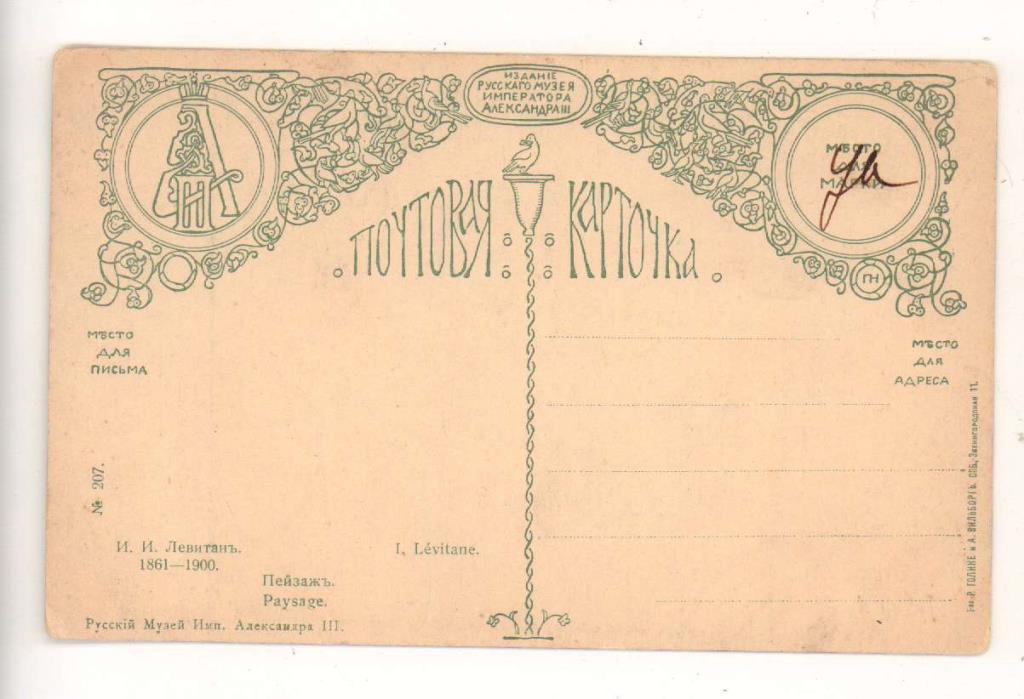 ИЗДАНІЕ
РУССКАГО МУЗЕЯ
ИМПЕРАТОРА
АЛЕКСАНДРА III
ПОЧТОВАЯ КАРТОЧКА
МѢСТО
ДЛЯ
МАРКИ
ПН
МѢСТО
ДЛЯ
ПИСЬМА
МѢСТО
ДЛЯ
АДРЕСА
№ 207.
И. И. Левитанъ.
1861—1900.
I, Lévitane.
Пейзажъ.
Paysage.
Русскій Музей Имп. Александра III.
Р. ГОЛИКЕ и А. ВИЛЬБОРГЪ. СПБ., Звенигородская 11.